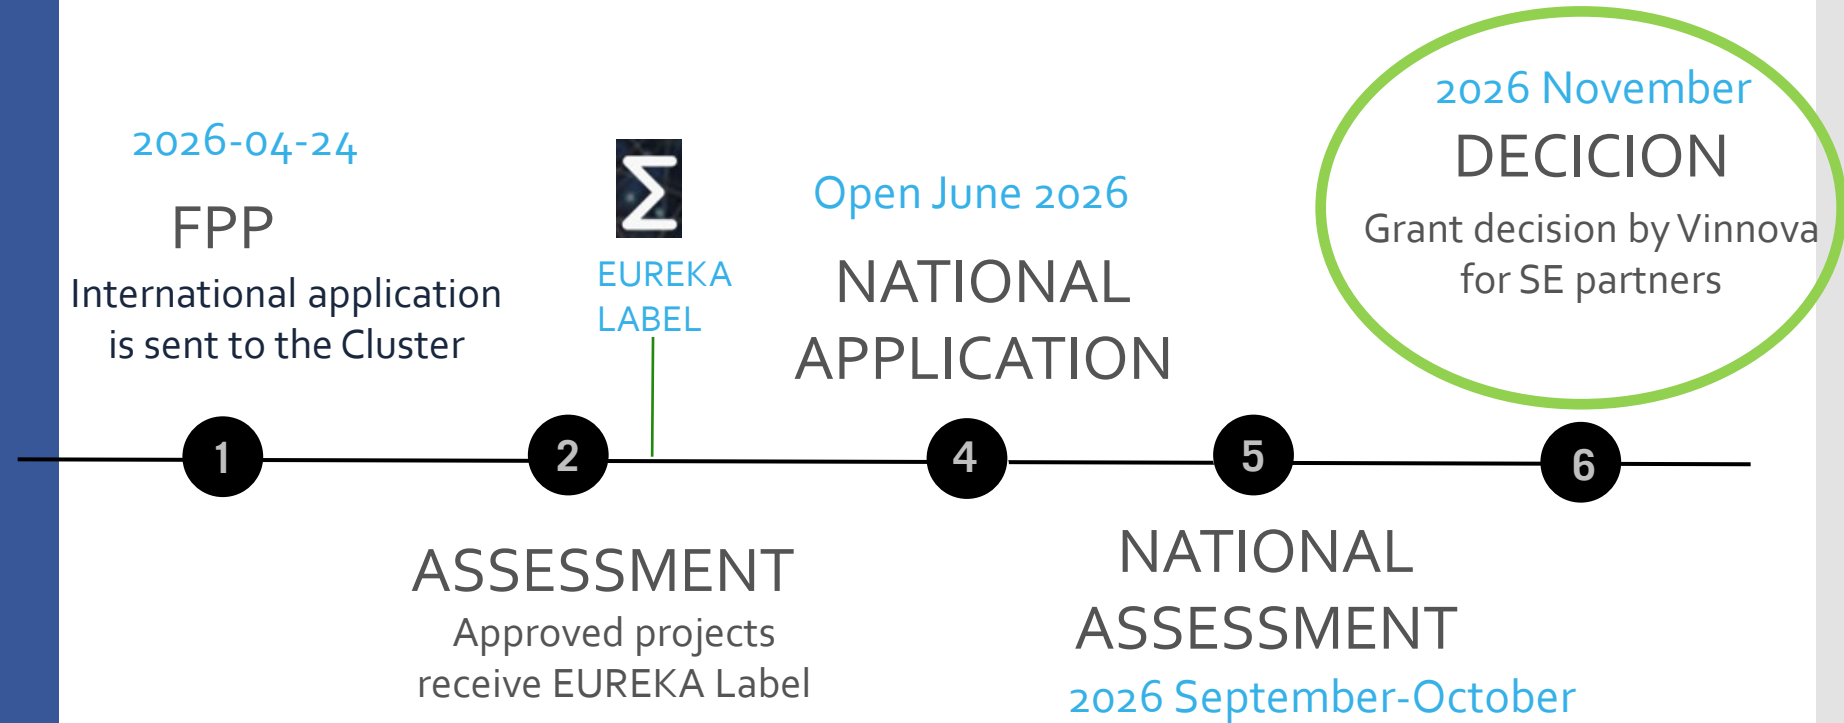 2026-04-24
FPP
International application
is sent to the Cluster
Σ
EUREKA
LABEL
Open June 2026
NATIONAL
APPLICATION
2026 November
DECICION
Grant decision by Vinnova
for SE partners
1
2
4
5
6
ASSESSMENT
Approved projects
receive EUREKA Label
NATIONAL
ASSESSMENT
2026 September-October